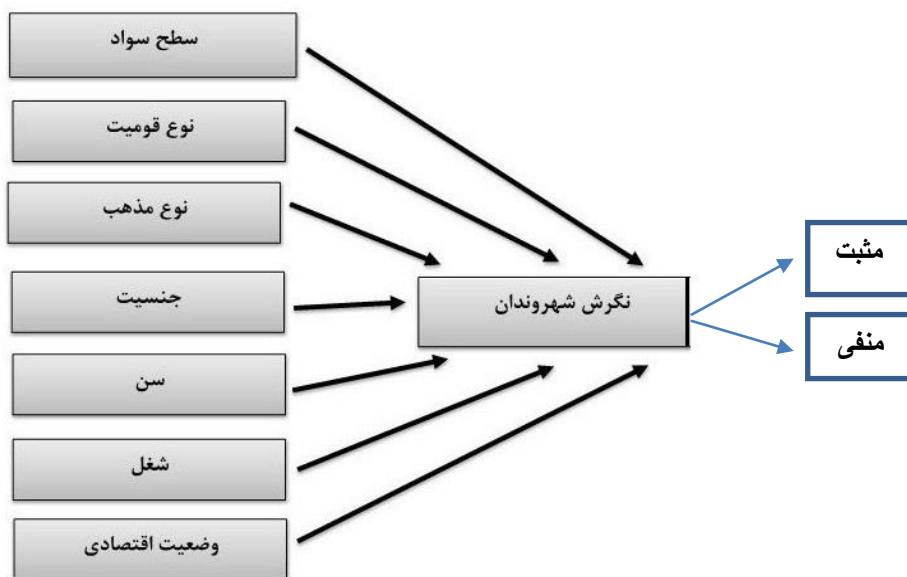 سطح سواد
نوع قومیت
نوع مذهب
جنسیت
سن
شغل
وضعیت اقتصادی
نگرش شهروندان
مثبت
منفی